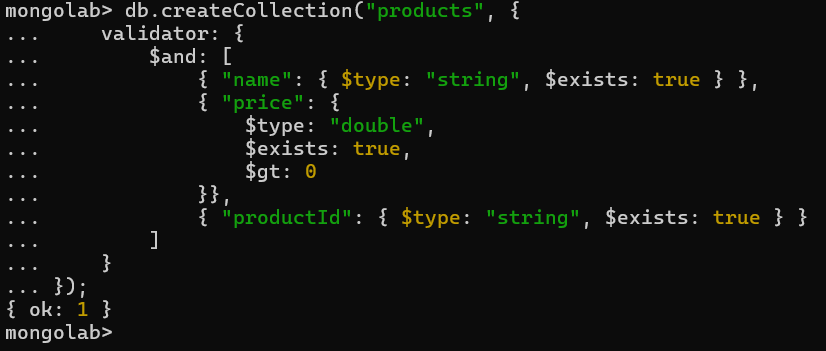 mongolab> db.createCollection("products", {
...     validator: {
...         $and: [
...             { "name": { $type: "string", $exists: true } },
...             { "price": {
...                 $type: "double",
...                 $exists: true,
...                 $gt: 0
...             }},
...             { "productId": { $type: "string", $exists: true } }
...         ]
...     }
... });
{ ok: 1 }
mongolab>